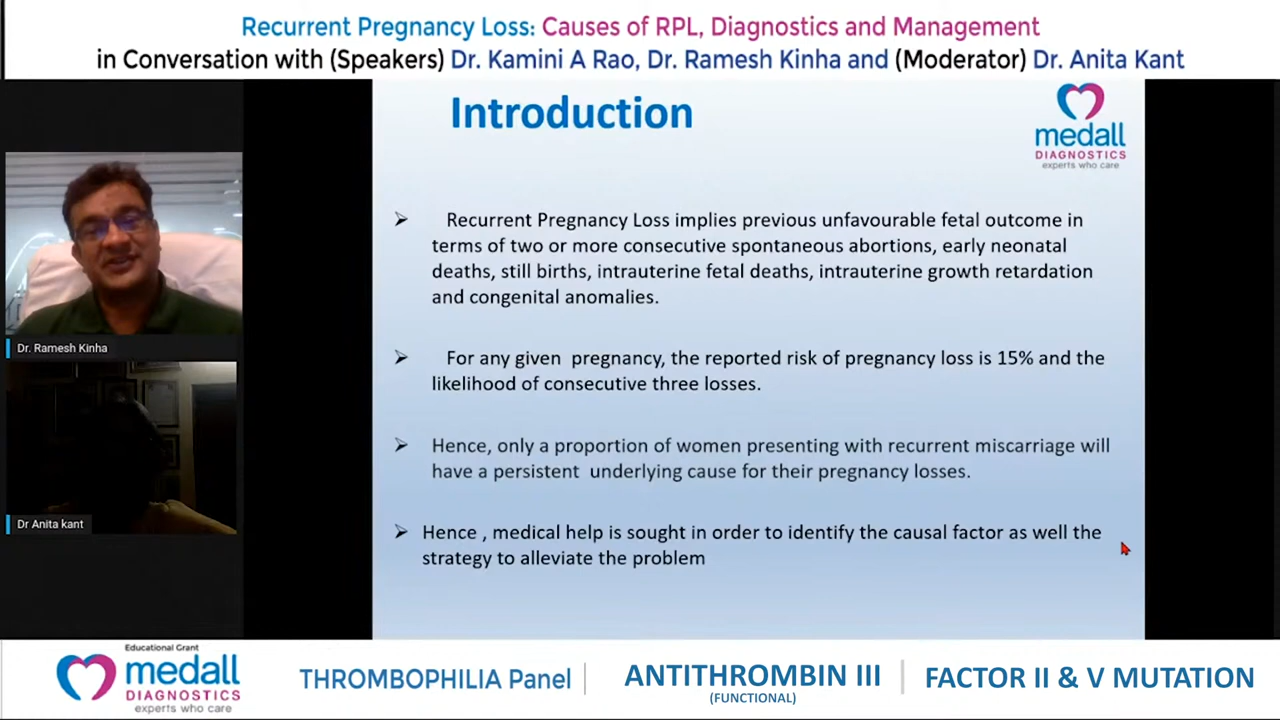 Recurrent Pregnancy Loss: Causes of RPL, Diagnostics and Management
in Conversation with (Speakers) Dr. Kamini A Rao, Dr. Ramesh Kinha and (Moderator) Dr. Anita Kant
Introduction
medall
DIAGNOSTICS
experts who care
➢ Recurrent Pregnancy Loss implies previous unfavourable fetal outcome in
terms of two or more consecutive spontaneous abortions, early neonatal
deaths, still births, intrauterine fetal deaths, intrauterine growth retardation
and congenital anomalies.
➢ For any given pregnancy, the reported risk of pregnancy loss is 15% and the
likelihood of consecutive three losses.
➢ Hence, only a proportion of women presenting with recurrent miscarriage will
have a persistent underlying cause for their pregnancy losses.
➢ Hence , medical help is sought in order to identify the causal factor as well the
strategy to alleviate the problem
Dr. Ramesh Kinha
Dr Anita kant
Educational Grant
medall
DIAGNOSTICS
experts who care
THROMBOPHILIA Panel
ANTITHROMBIN III
(FUNCTIONAL)
FACTOR II & V MUTATION